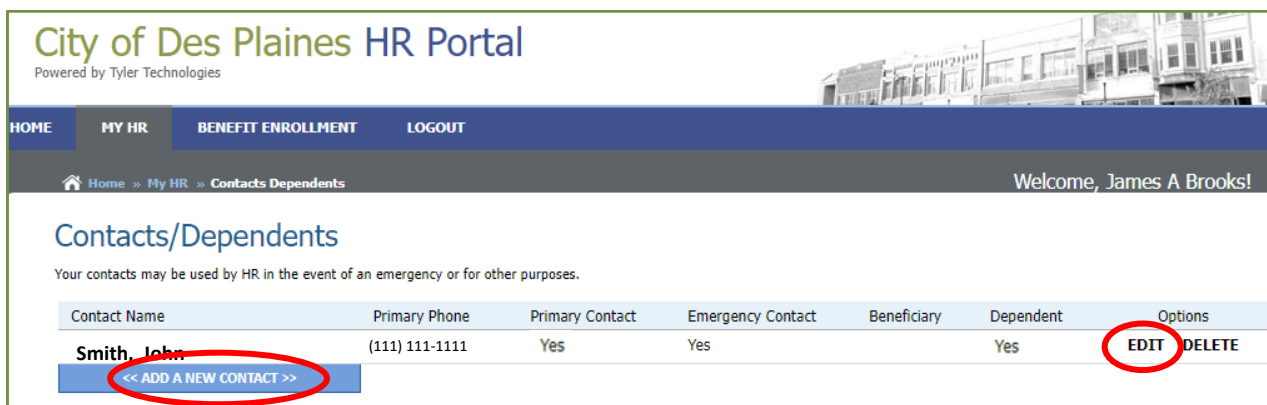 City of Des Plaines HR Portal
Powered by Tyler Technologies
HOME MY HR BENEFIT ENROLLMENT LOGOUT
Home » My HR » Contacts Dependents Welcome, James A Brooks!
Contacts/Dependents
Your contacts may be used by HR in the event of an emergency or for other purposes.
Contact Name Primary Phone Primary Contact Emergency Contact Beneficiary Dependent Options
Smith, John (111) 111-1111 Yes Yes Yes EDIT DELETE
<< ADD A NEW CONTACT >>